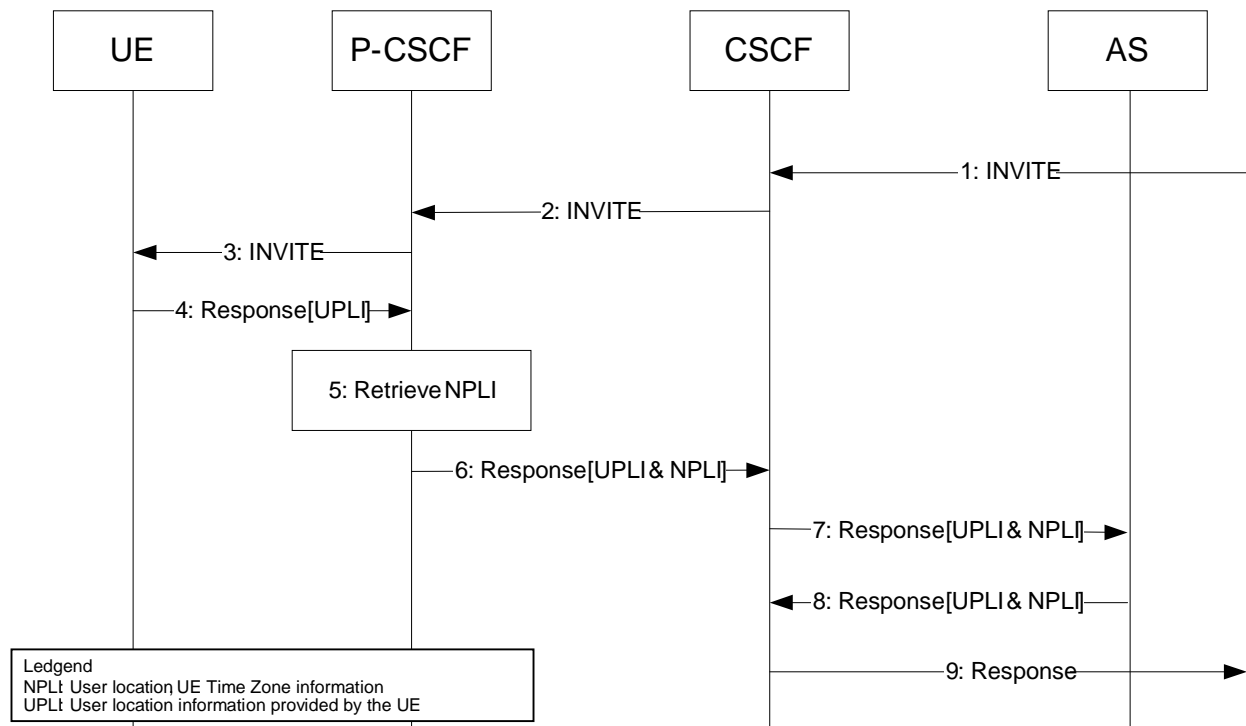 UE
P-CSCF
CSCF
AS
1: INVITE
2: INVITE
3: INVITE
4: Response[UPLI]
5: Retrieve NPLI
6: Response[UPLI & NPLI]
7: Response[UPLI & NPLI]
8: Response[UPLI & NPLI]
9: Response
Ledgend
NPLI: User location, UE Time Zone information
UPLI: User location information provided by the UE